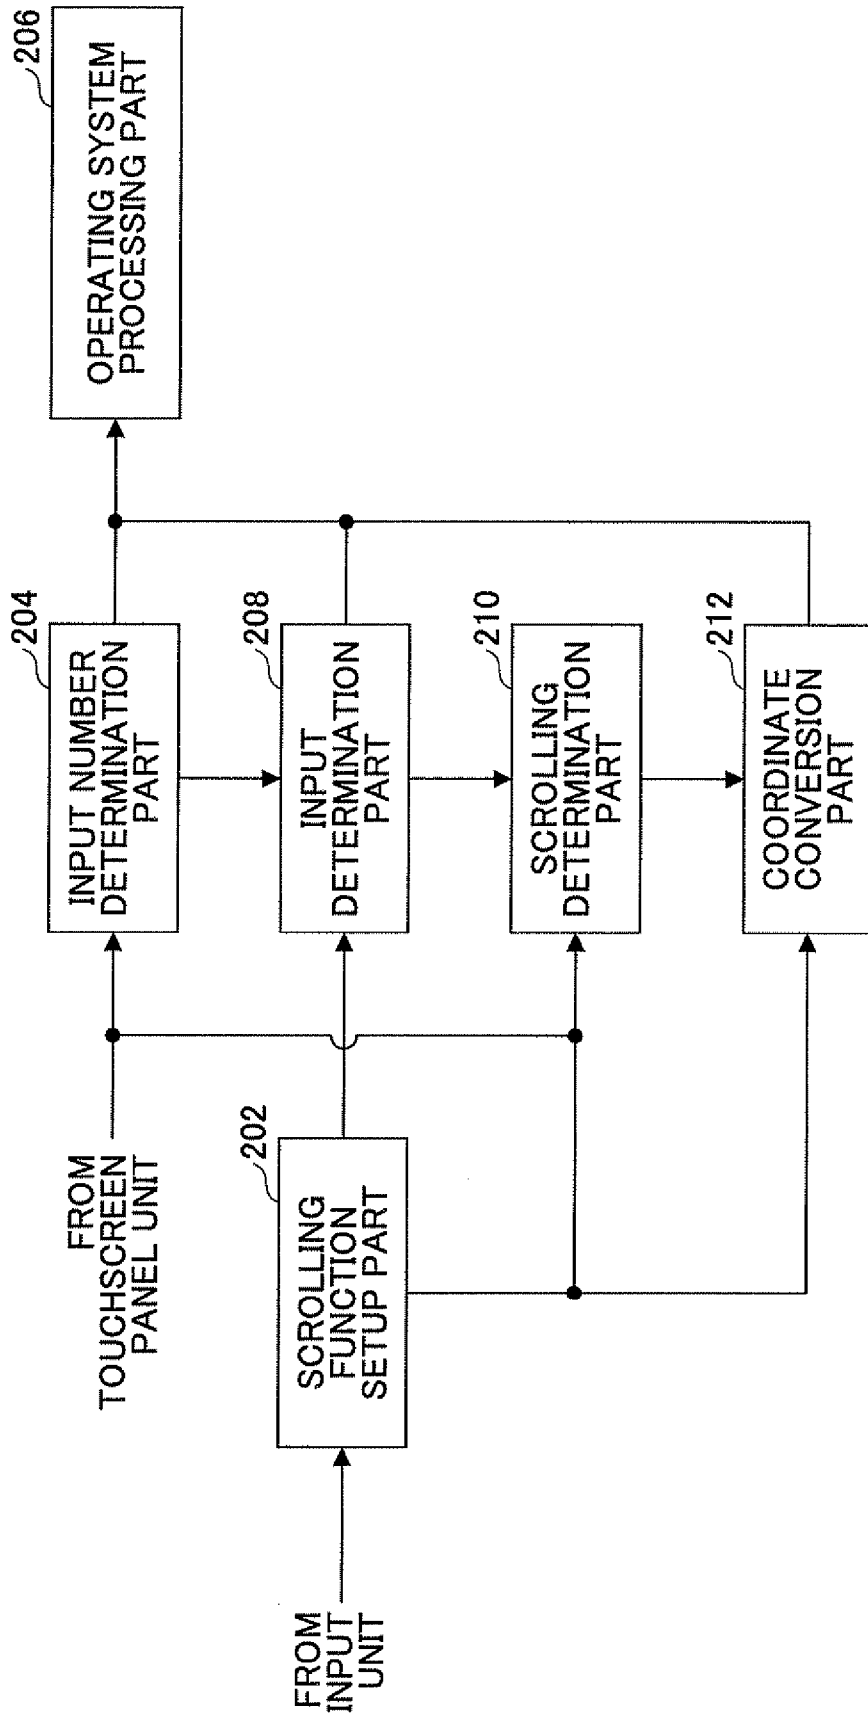 FROM
INPUT
UNIT
FROM
TOUCHSCREEN
PANEL UNIT
202
SCROLLING
FUNCTION
SETUP PART
204
INPUT NUMBER
DETERMINATION
PART
208
INPUT
DETERMINATION
PART
210
SCROLLING
DETERMINATION
PART
212
COORDINATE
CONVERSION
PART
206
OPERATING SYSTEM
PROCESSING PART